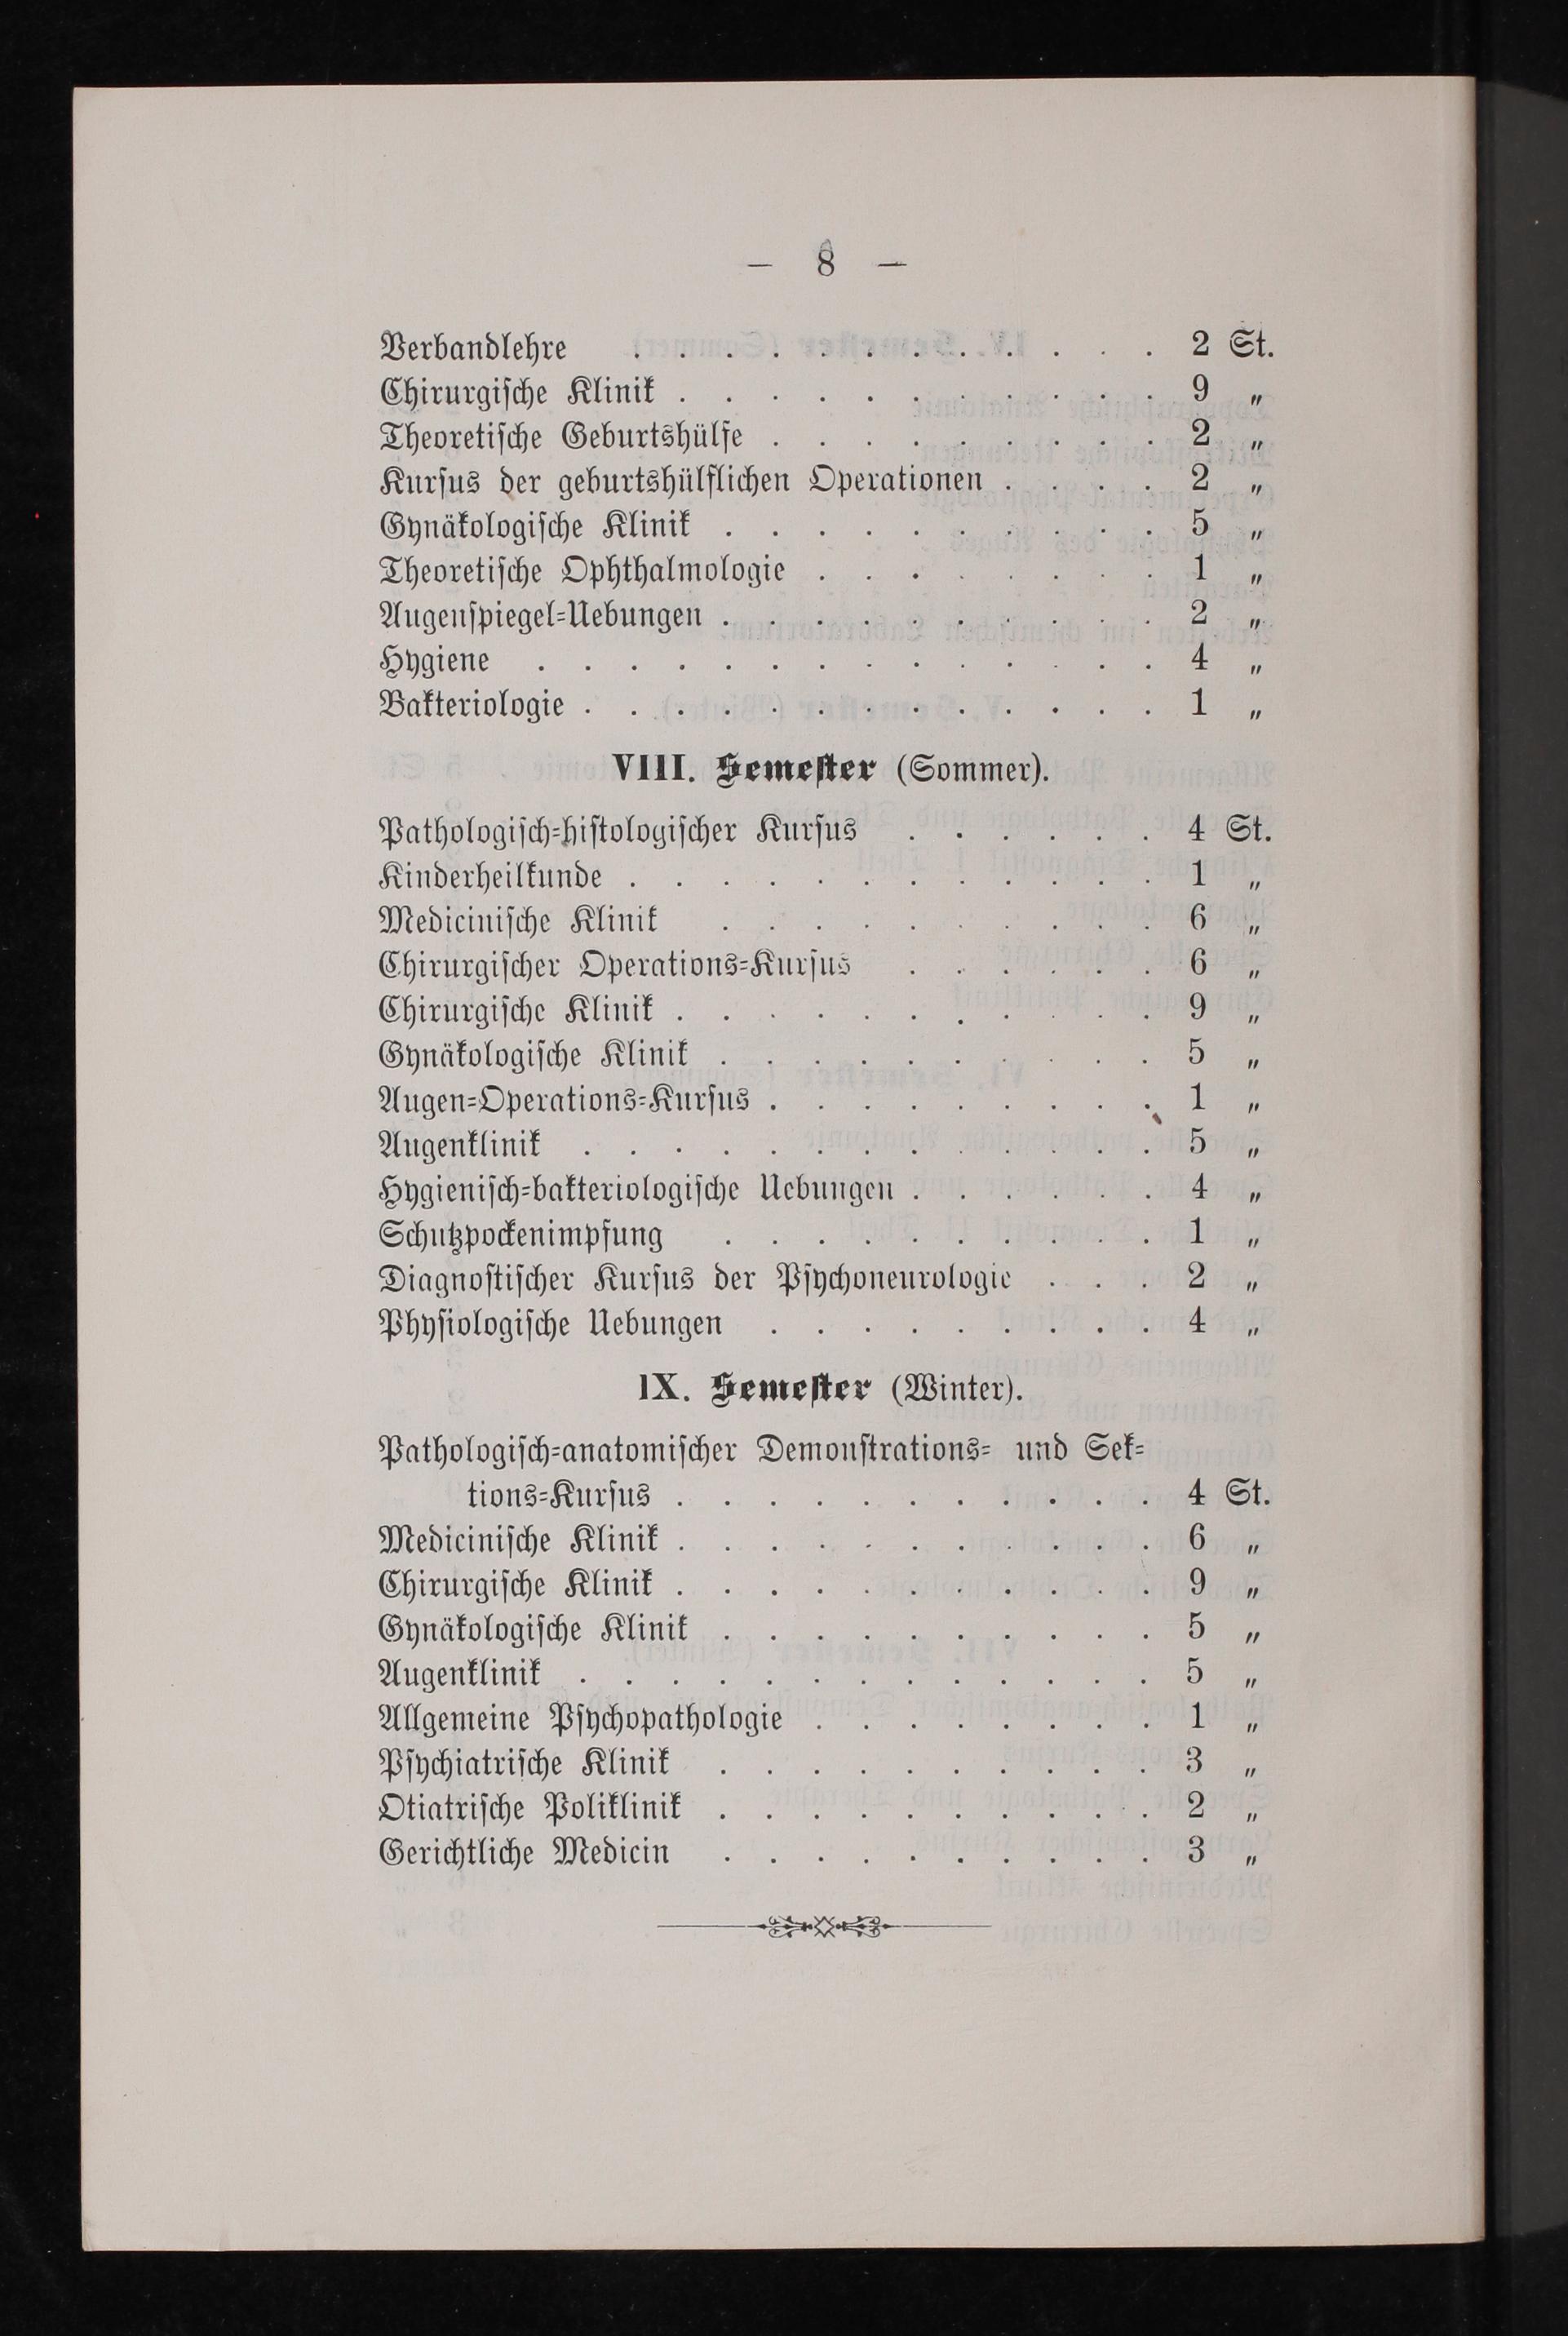 — 8 —
Verbandlehre . . . . . . . . . . . . 2 St.
Chirurgische Klinik . . . . . . . . . . . 9 „
Theoretische Geburtshülfe . . . . . . . . . 2 „
Kursus der geburtshülflichen Operationen . . . . 2 „
Gynäkologische Klinik . . . . . . . . . . 5 „
Theoretische Ophthalmologie . . . . . . . . 1 „
Augenspiegel-Uebungen . . . . . . . . . . 2 „
Hygiene . . . . . . . . . . . . . . 4 „
Bakteriologie . . . . . . . . . . . . . 1 „
VIII. Semester (Sommer).
Pathologisch-histologischer Kursus . . . . . . 4 St.
Kinderheilkunde . . . . . . . . . . . . 1 „
Medicinische Klinik . . . . . . . . . . 6 „
Chirurgischer Operations-Kursus . . . . . . 6 „
Chirurgische Klinik . . . . . . . . . . . 9 „
Gynäkologische Klinik . . . . . . . . . . 5 „
Augen-Operations-Kursus . . . . . . . . . 1 „
Augenklinik . . . . . . . . . . . . . 5 „
Hygienisch-bakteriologische Uebungen . . . . . . 4 „
Schutzpockenimpfung . . . . . . . . . . 1 „
Diagnostischer Kursus der Psychoneurologie . . . 2 „
Physiologische Uebungen . . . . . . . . . 4 „
IX. Semester (Winter).
Pathologisch-anatomischer Demonstrations- und Sek-
tions-Kursus . . . . . . . . . . . 4 St.
Medicinische Klinik . . . . . . . . . . . 6 „
Chirurgische Klinik . . . . . . . . . . . 9 „
Gynäkologische Klinik . . . . . . . . . . 5 „
Augenklinik . . . . . . . . . . . . . 5 „
Allgemeine Psychopathologie . . . . . . . . 1 „
Psychiatrische Klinik . . . . . . . . . . 3 „
Otiatrische Poliklinik . . . . . . . . . . 2 „
Gerichtliche Medicin . . . . . . . . . . 3 „